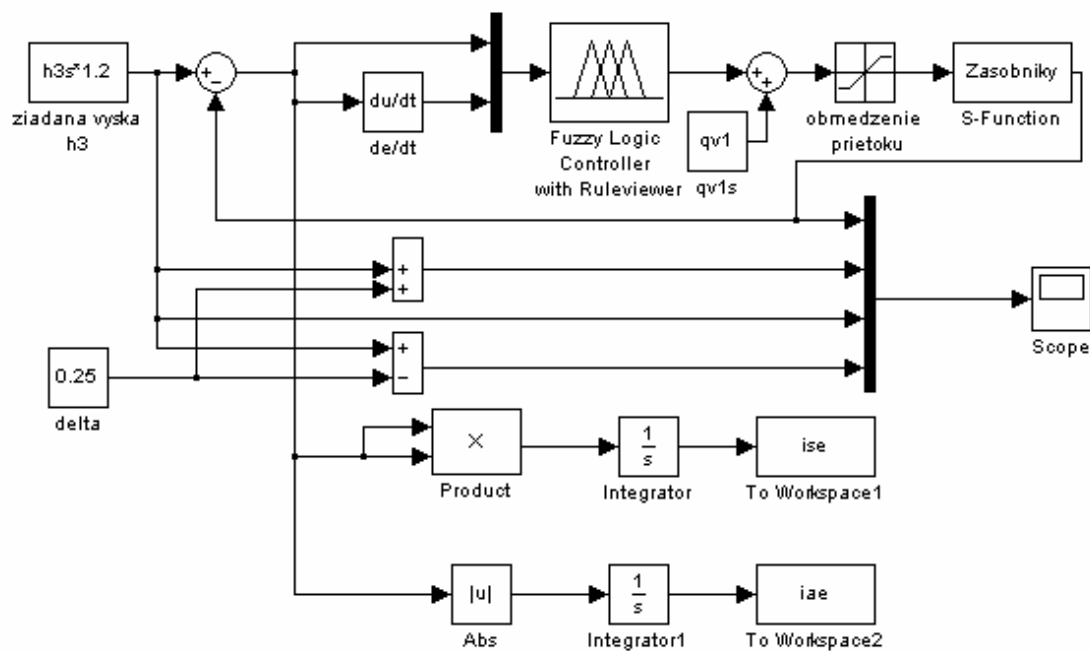 h3s*1.2
ziadana vyska
h3
+
−
du/dt
de/dt
Fuzzy Logic
Controller
with Ruleviewer
+
+
qv1
qv1s
obmedzenie
prietoku
Zasobniky
S-Function
+
+
+
−
0.25
delta
Scope
×
Product
1
s
Integrator
ise
To Workspace1
|u|
Abs
1
s
Integrator1
iae
To Workspace2